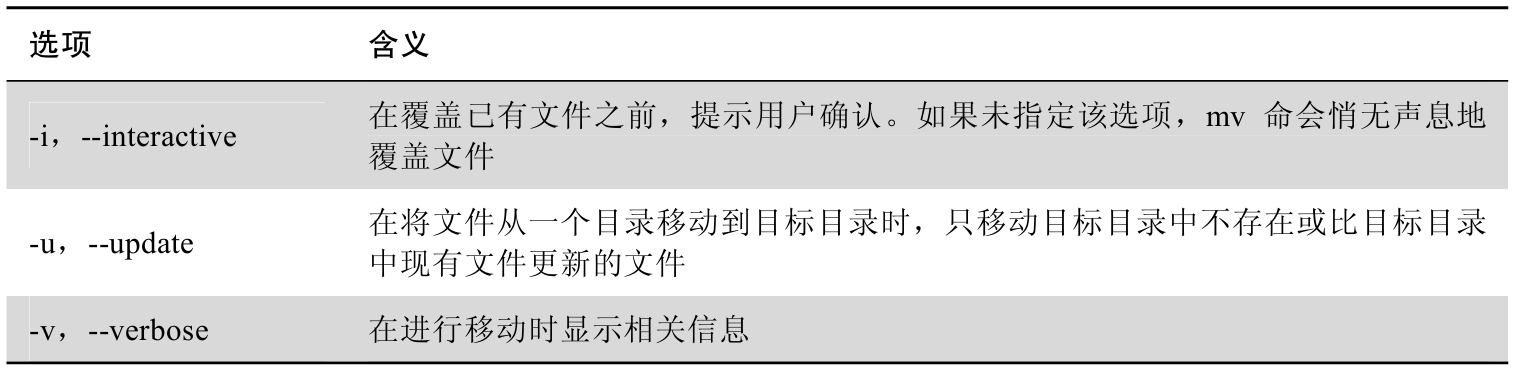 选项 含义
在覆盖已有文件之前，提示用户确认。如果未指定该选项，mv 命会悄无声息地
-i，--interactive
覆盖文件
在将文件从一个目录移动到目标目录时，只移动目标目录中不存在或比目标目录
-u，--update
中现有文件更新的文件
-v，--verbose 在进行移动时显示相关信息